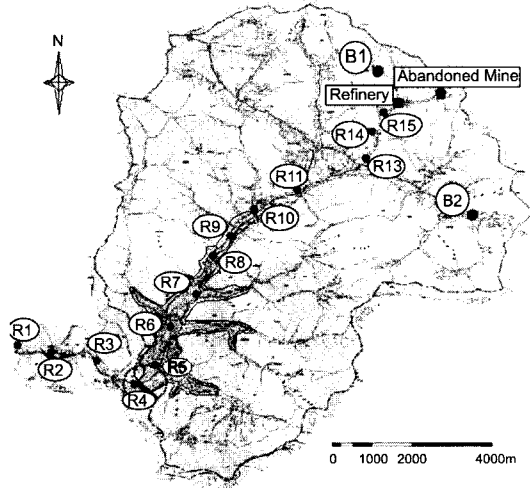 N
B1
Abandoned Mine
Refinery
R15
R14
R13
R11
B2
R10
R9
R8
R7
R6
R1
R3
R2
R5
R4
0 1000 2000 4000m